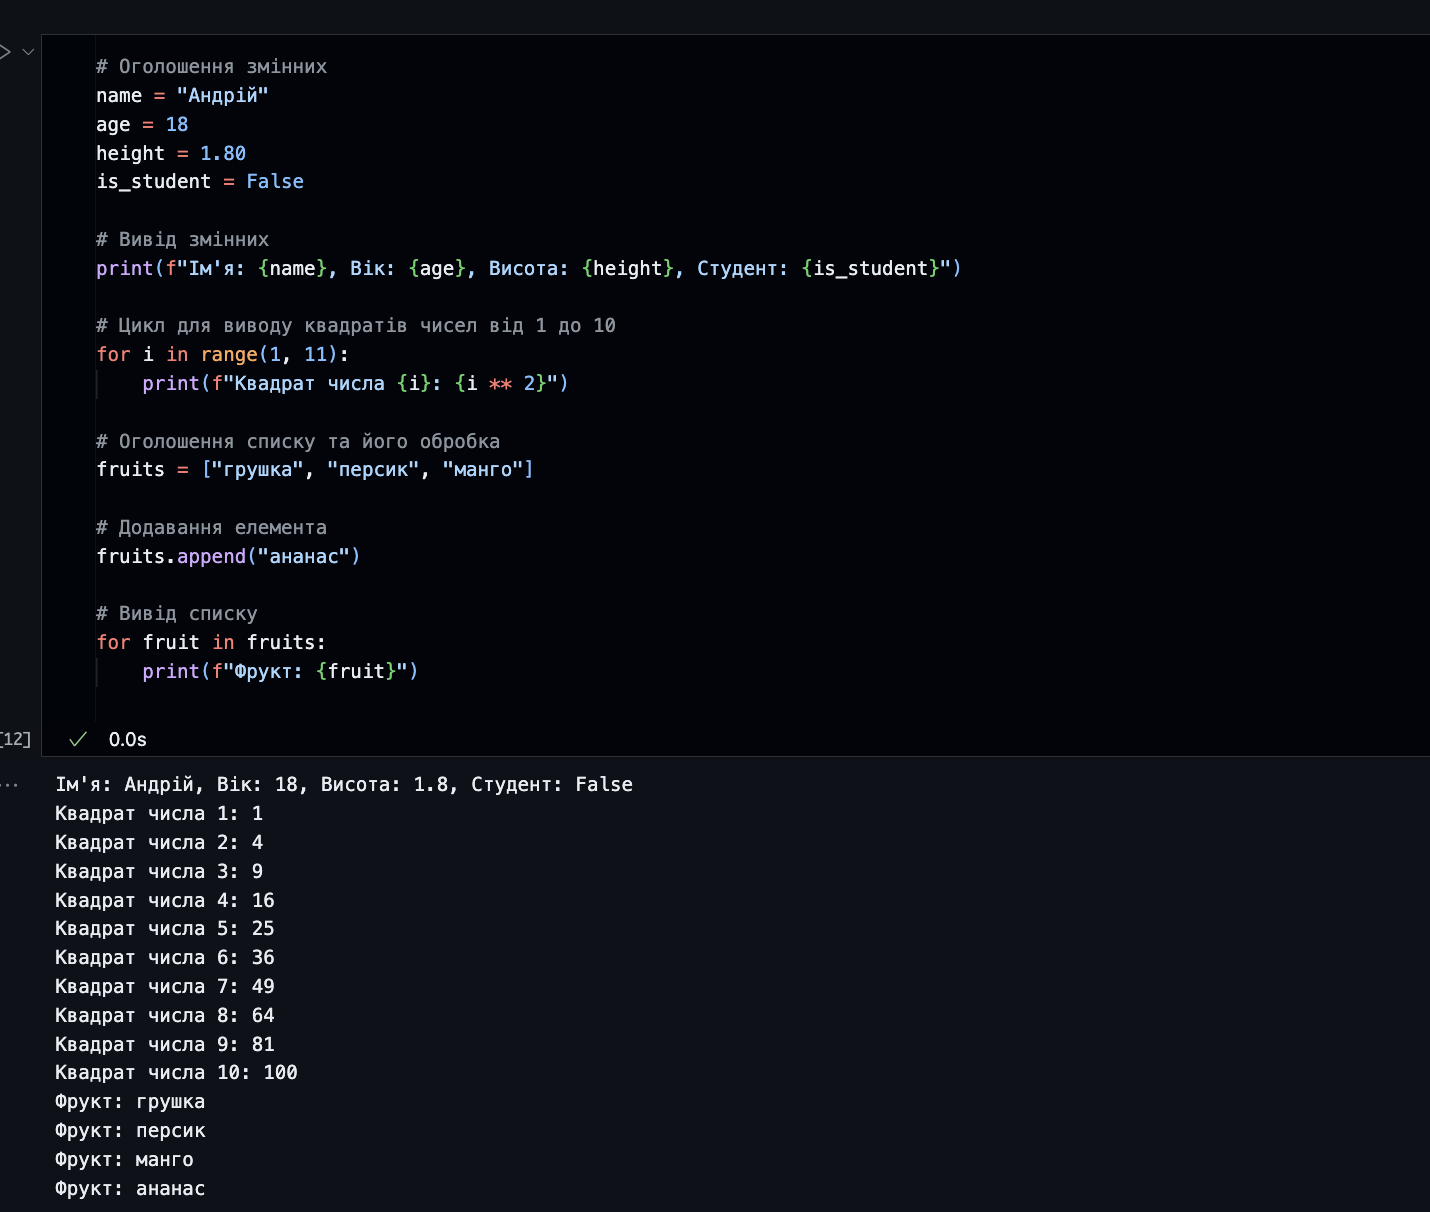 # Оголошення змінних
name = "Андрій"
age = 18
height = 1.80
is_student = False
# Вивід змінних
print(f"Ім'я: {name}, Вік: {age}, Висота: {height}, Студент: {is_student}")
# Цикл для виводу квадратів чисел від 1 до 10
for i in range(1, 11):
    print(f"Квадрат числа {i}: {i ** 2}")
# Оголошення списку та його обробка
fruits = ["грушка", "персик", "манго"]
# Додавання елемента
fruits.append("ананас")
# Вивід списку
for fruit in fruits:
    print(f"Фрукт: {fruit}")
[12] 0.0s
Ім'я: Андрій, Вік: 18, Висота: 1.8, Студент: False
Квадрат числа 1: 1
Квадрат числа 2: 4
Квадрат числа 3: 9
Квадрат числа 4: 16
Квадрат числа 5: 25
Квадрат числа 6: 36
Квадрат числа 7: 49
Квадрат числа 8: 64
Квадрат числа 9: 81
Квадрат числа 10: 100
Фрукт: грушка
Фрукт: персик
Фрукт: манго
Фрукт: ананас